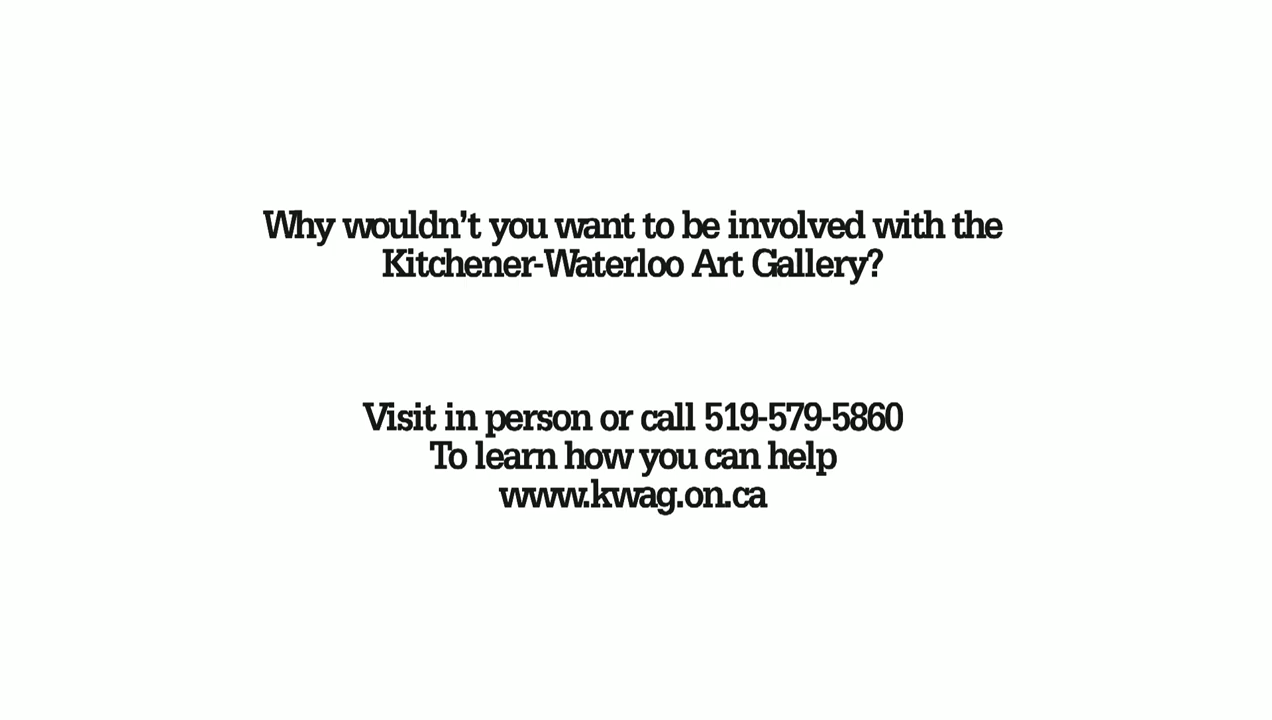 Why wouldn’t you want to be involved with the
Kitchener-Waterloo Art Gallery?
Visit in person or call 519-579-5860
To learn how you can help
www.kwag.on.ca